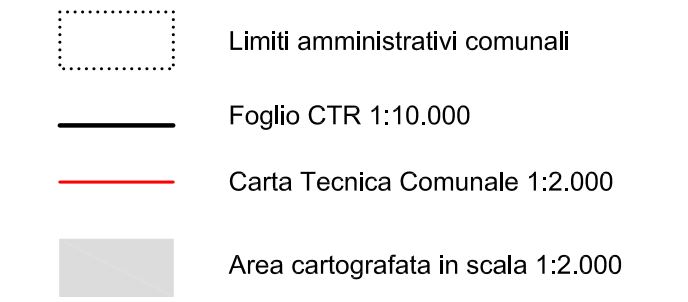 Limiti amministrativi comunali
Foglio CTR 1:10.000
Carta Tecnica Comunale 1:2.000
Area cartografata in scala 1:2.000